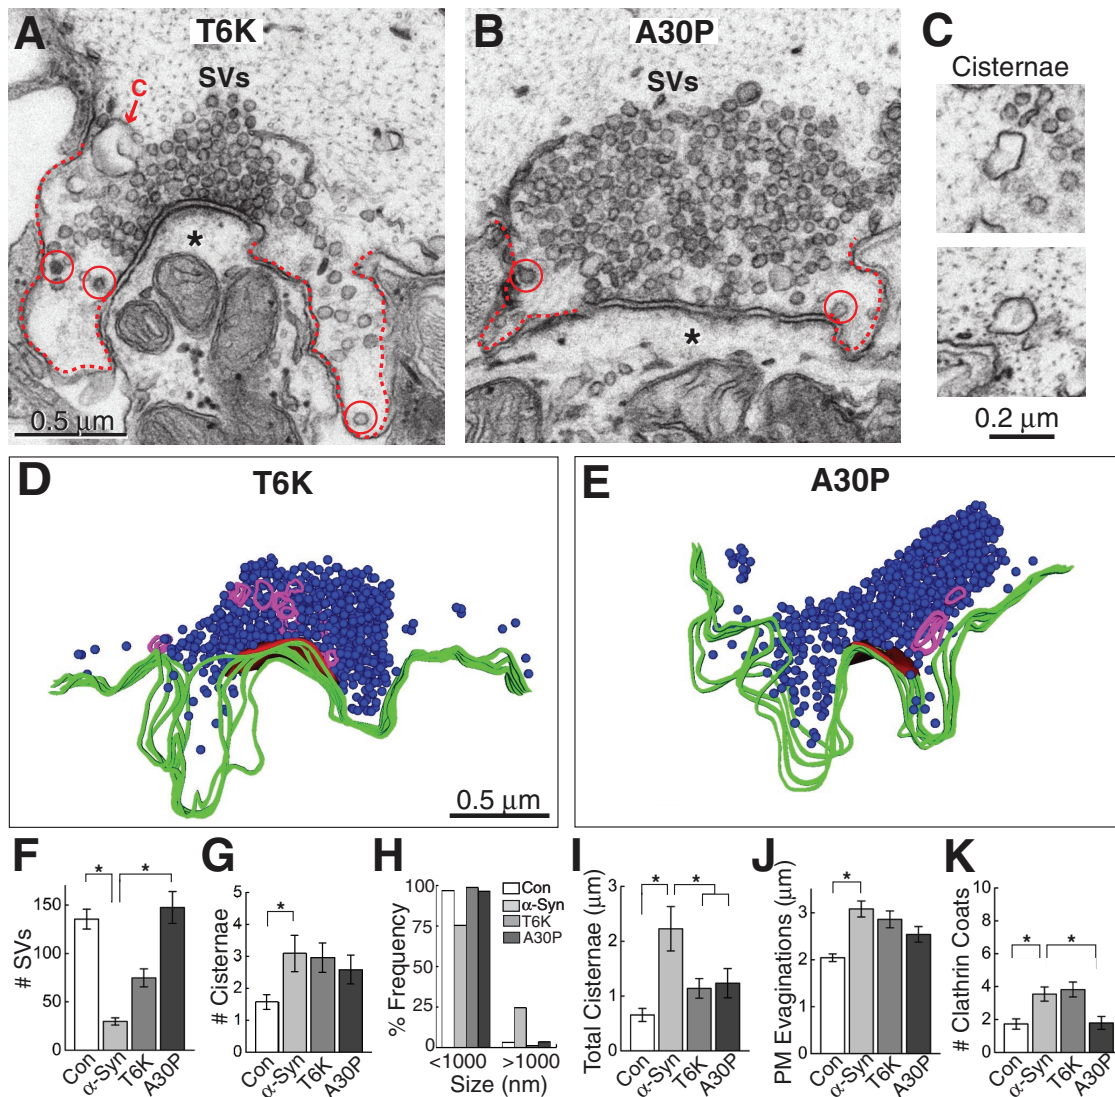 A
T6K
SVs
C
*
0.5 μm
B
A30P
SVs
*
C
Cisternae
0.2 μm
D
T6K
0.5 μm
E
A30P
F
# SVs
150
100
50
0
* *
Con
α-Syn
T6K
A30P
G
# Cisternae
5
4
3
2
1
0
*
Con
α-Syn
T6K
A30P
H
% Frequency
100
75
50
25
0
Con
α-Syn
T6K
A30P
<1000 >1000
Size (nm)
I
Total Cisternae (μm)
3
2
1
0
* *
Con
α-Syn
T6K
A30P
J
PM Evaginations (μm)
3
2
1
0
*
Con
α-Syn
T6K
A30P
K
# Clathrin Coats
10
8
6
4
2
0
* *
Con
α-Syn
T6K
A30P